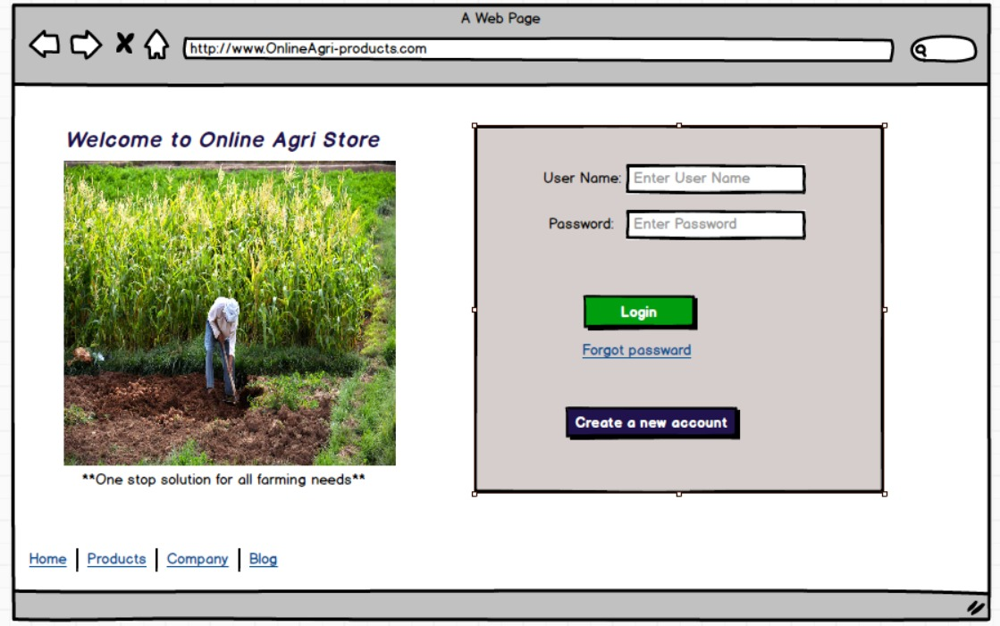 A Web Page
http://www.OnlineAgri-products.com
Welcome to Online Agri Store
**One stop solution for all farming needs**
User Name: Enter User Name
Password: Enter Password
Login
Forgot password
Create a new account
Home | Products | Company | Blog